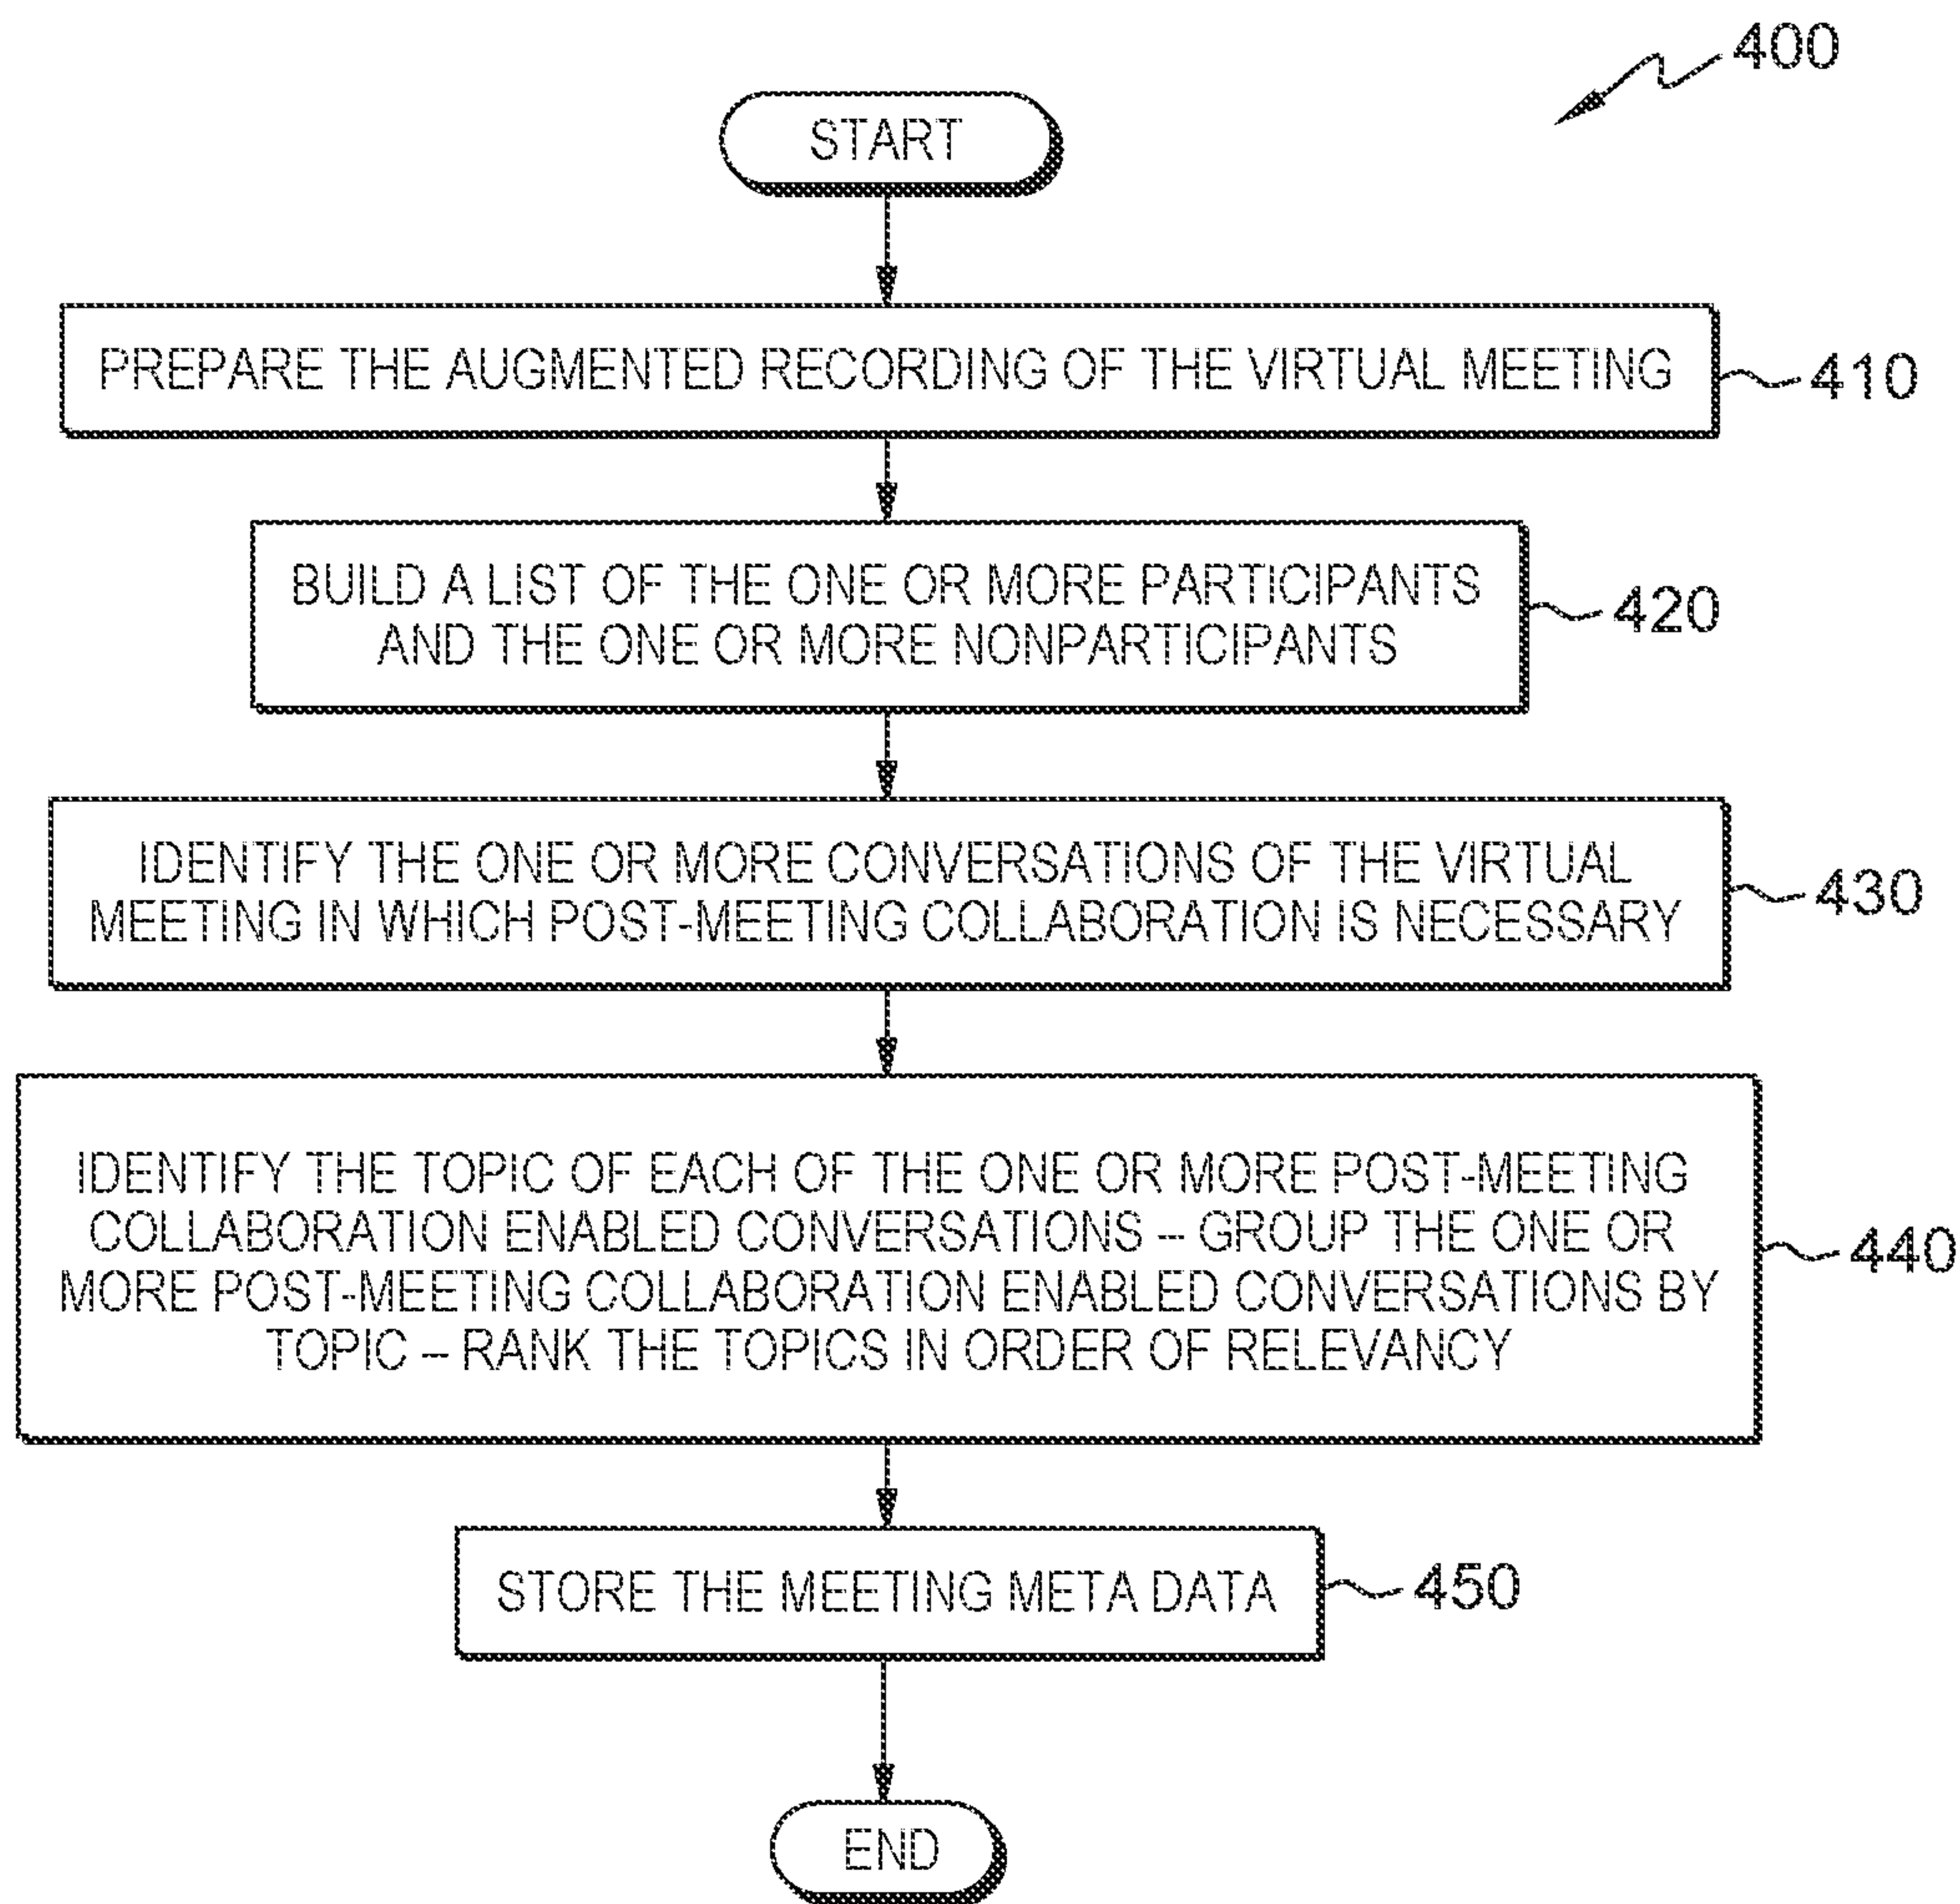 400
START
PREPARE THE AUGMENTED RECORDING OF THE VIRTUAL MEETING
410
BUILD A LIST OF THE ONE OR MORE PARTICIPANTS
AND THE ONE OR MORE NONPARTICIPANTS
420
IDENTIFY THE ONE OR MORE CONVERSATIONS OF THE VIRTUAL
MEETING IN WHICH POST-MEETING COLLABORATION IS NECESSARY
430
IDENTIFY THE TOPIC OF EACH OF THE ONE OR MORE POST-MEETING
COLLABORATION ENABLED CONVERSATIONS -- GROUP THE ONE OR
MORE POST-MEETING COLLABORATION ENABLED CONVERSATIONS BY
TOPIC -- RANK THE TOPICS IN ORDER OF RELEVANCY
440
STORE THE MEETING META DATA
450
END